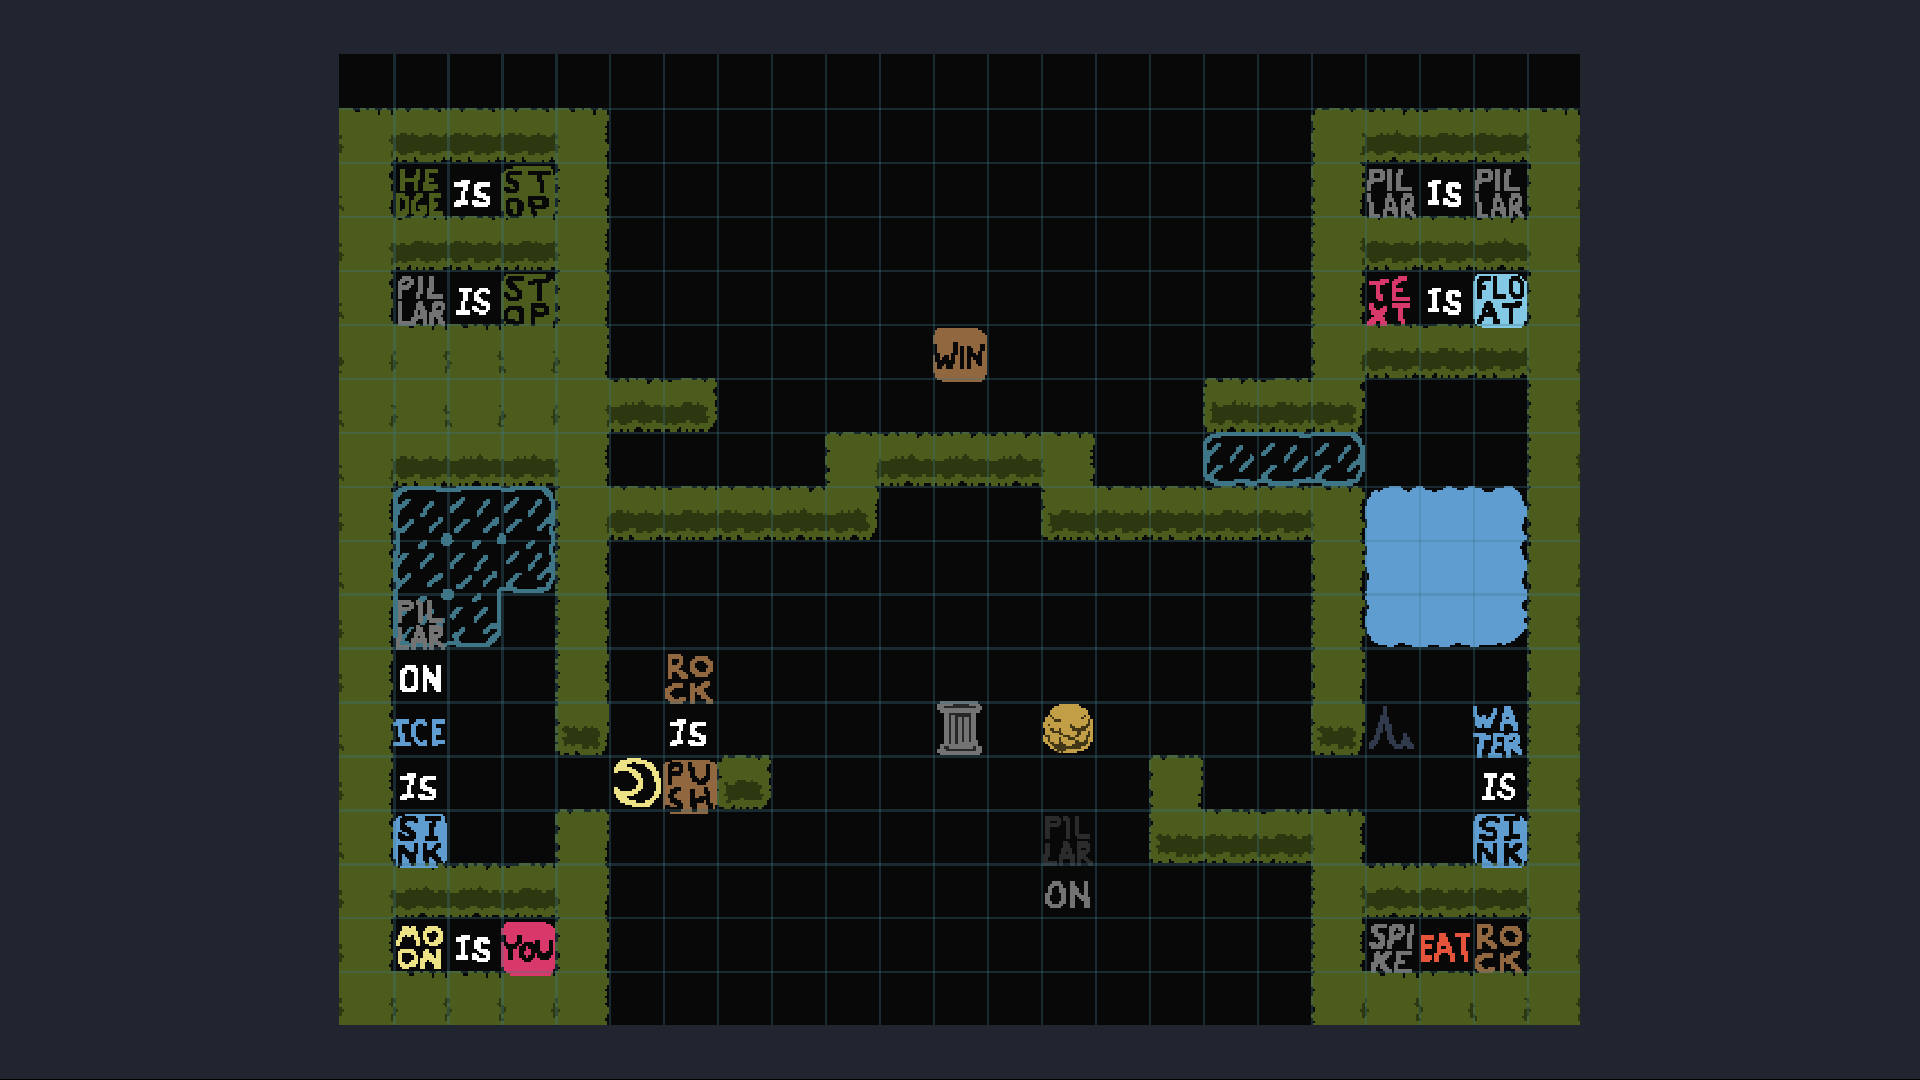 HEDGE IS STOP
PILLAR IS PILLAR
PILLAR IS STOP
TEXT IS FLOAT
WIN
PILLAR
ON
ICE
IS
SINK
ROCK
IS
PUSH
WATER
IS
SINK
PILLAR
ON
MOON IS YOU
SPIKE EAT ROCK